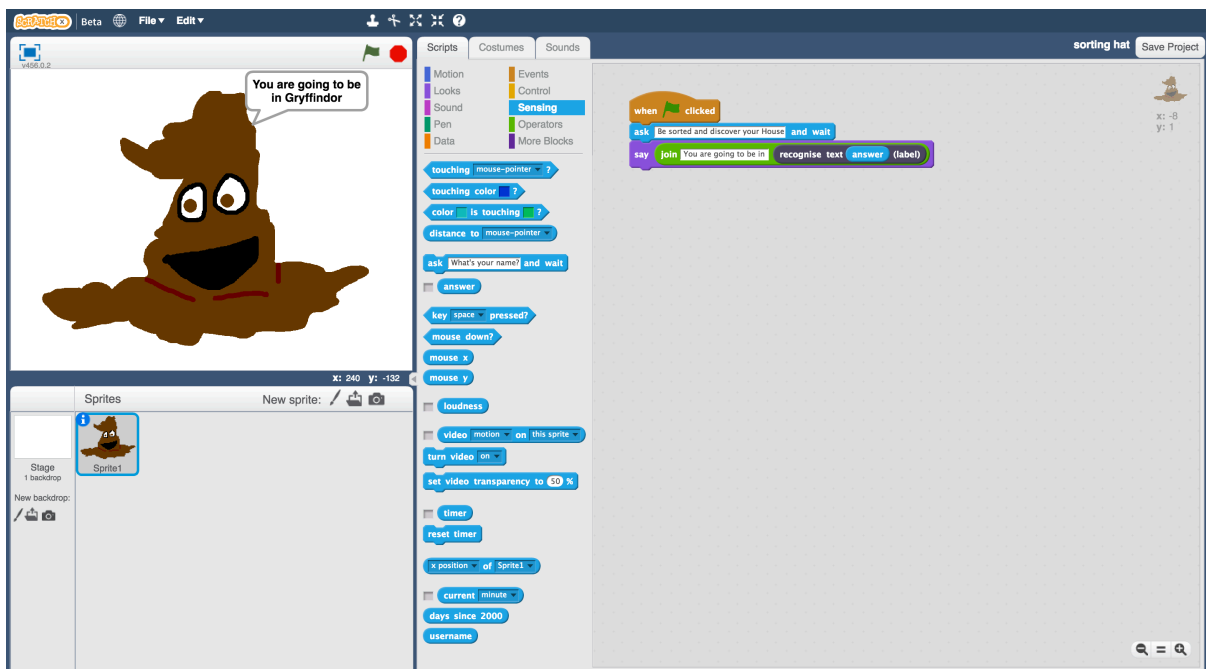 SCRATCHX Beta File Edit
v456.0.2
You are going to be
in Gryffindor
x: 240 y: -132
Sprites New sprite:
Stage
1 backdrop
New backdrop:
Sprite1
Scripts Costumes Sounds
Motion Events
Looks Control
Sound Sensing
Pen Operators
Data More Blocks
touching mouse-pointer ?
touching color ?
color is touching ?
distance to mouse-pointer
ask What's your name? and wait
answer
key space pressed?
mouse down?
mouse x
mouse y
loudness
video motion on this sprite
turn video on
set video transparency to 50 %
timer
reset timer
x position of Sprite1
current minute
days since 2000
username
sorting hat Save Project
when clicked
ask Be sorted and discover your House and wait
say join You are going to be in recognise text answer (label)
x: -8
y: 1